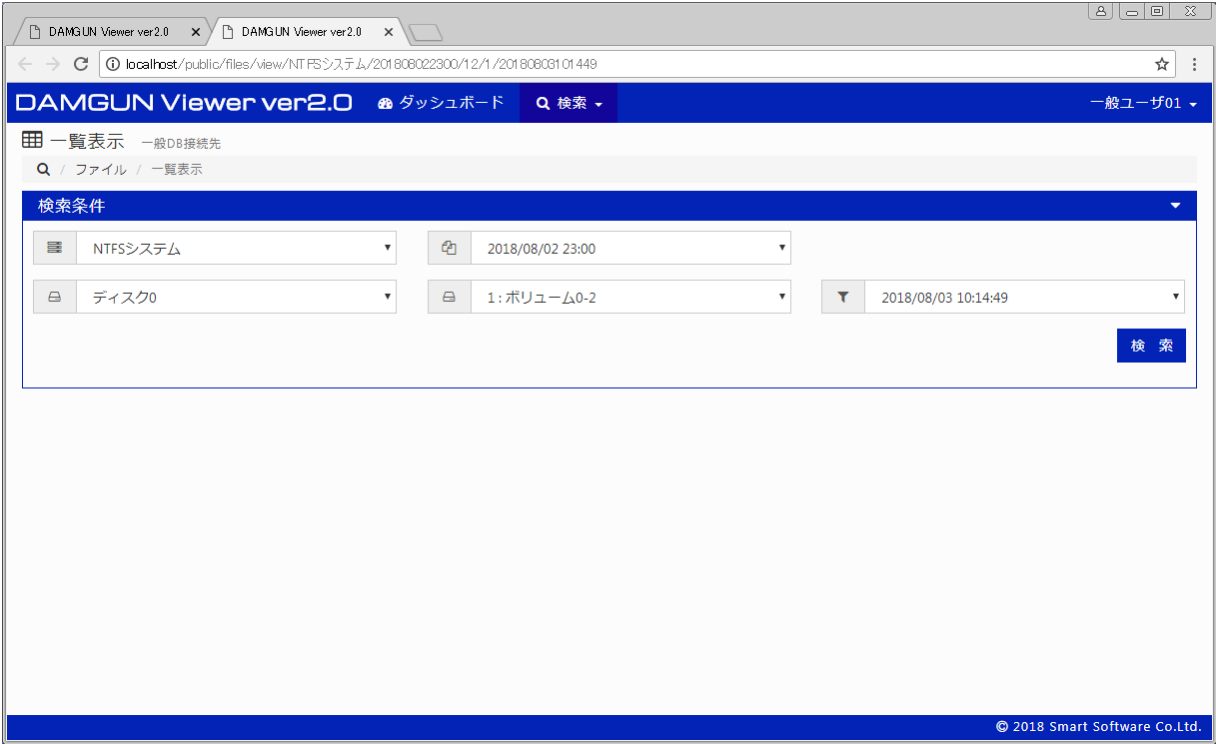 DAMGUN Viewer ver2.0 DAMGUN Viewer ver2.0
localhost/public/files/view/NTFSシステム/201808022300/12/1/20180803101449
DAMGUN Viewer ver2.0 ダッシュボード 検索 一般ユーザ01
一覧表示 一般DB接続先
/ ファイル / 一覧表示
検索条件
NTFSシステム 2018/08/02 23:00
ディスク0 1 : ボリューム0-2 2018/08/03 10:14:49
検 索
© 2018 Smart Software Co.Ltd.